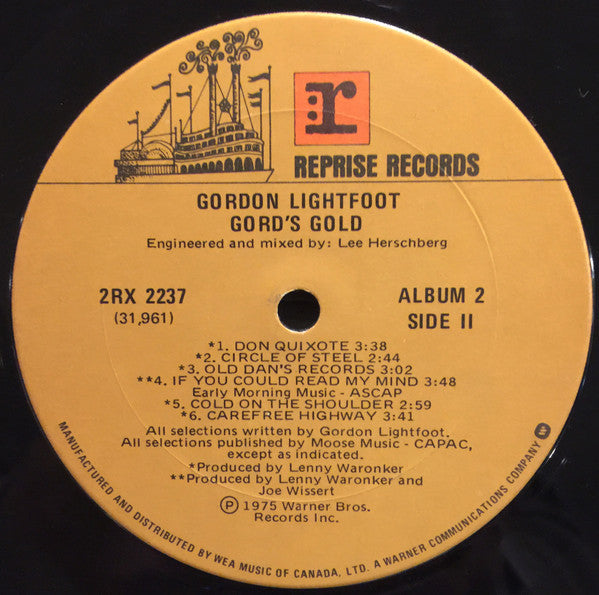 r
REPRISE RECORDS
GORDON LIGHTFOOT
GORD'S GOLD
Engineered and mixed by: Lee Herschberg
2RX 2237
(31,961)
ALBUM 2
SIDE II
*1. DON QUIXOTE 3:38
*2. CIRCLE OF STEEL 2:44
*3. OLD DAN'S RECORDS 3:02
**4. IF YOU COULD READ MY MIND 3:48
Early Morning Music - ASCAP
*5. COLD ON THE SHOULDER 2:59
*6. CAREFREE HIGHWAY 3:41
All selections written by Gordon Lightfoot.
All selections published by Moose Music - CAPAC,
except as indicated.
*Produced by Lenny Waronker
**Produced by Lenny Waronker and
Joe Wissert
℗ 1975 Warner Bros.
Records Inc.
MANUFACTURED AND DISTRIBUTED BY WEA MUSIC OF CANADA, LTD. A WARNER COMMUNICATIONS COMPANY